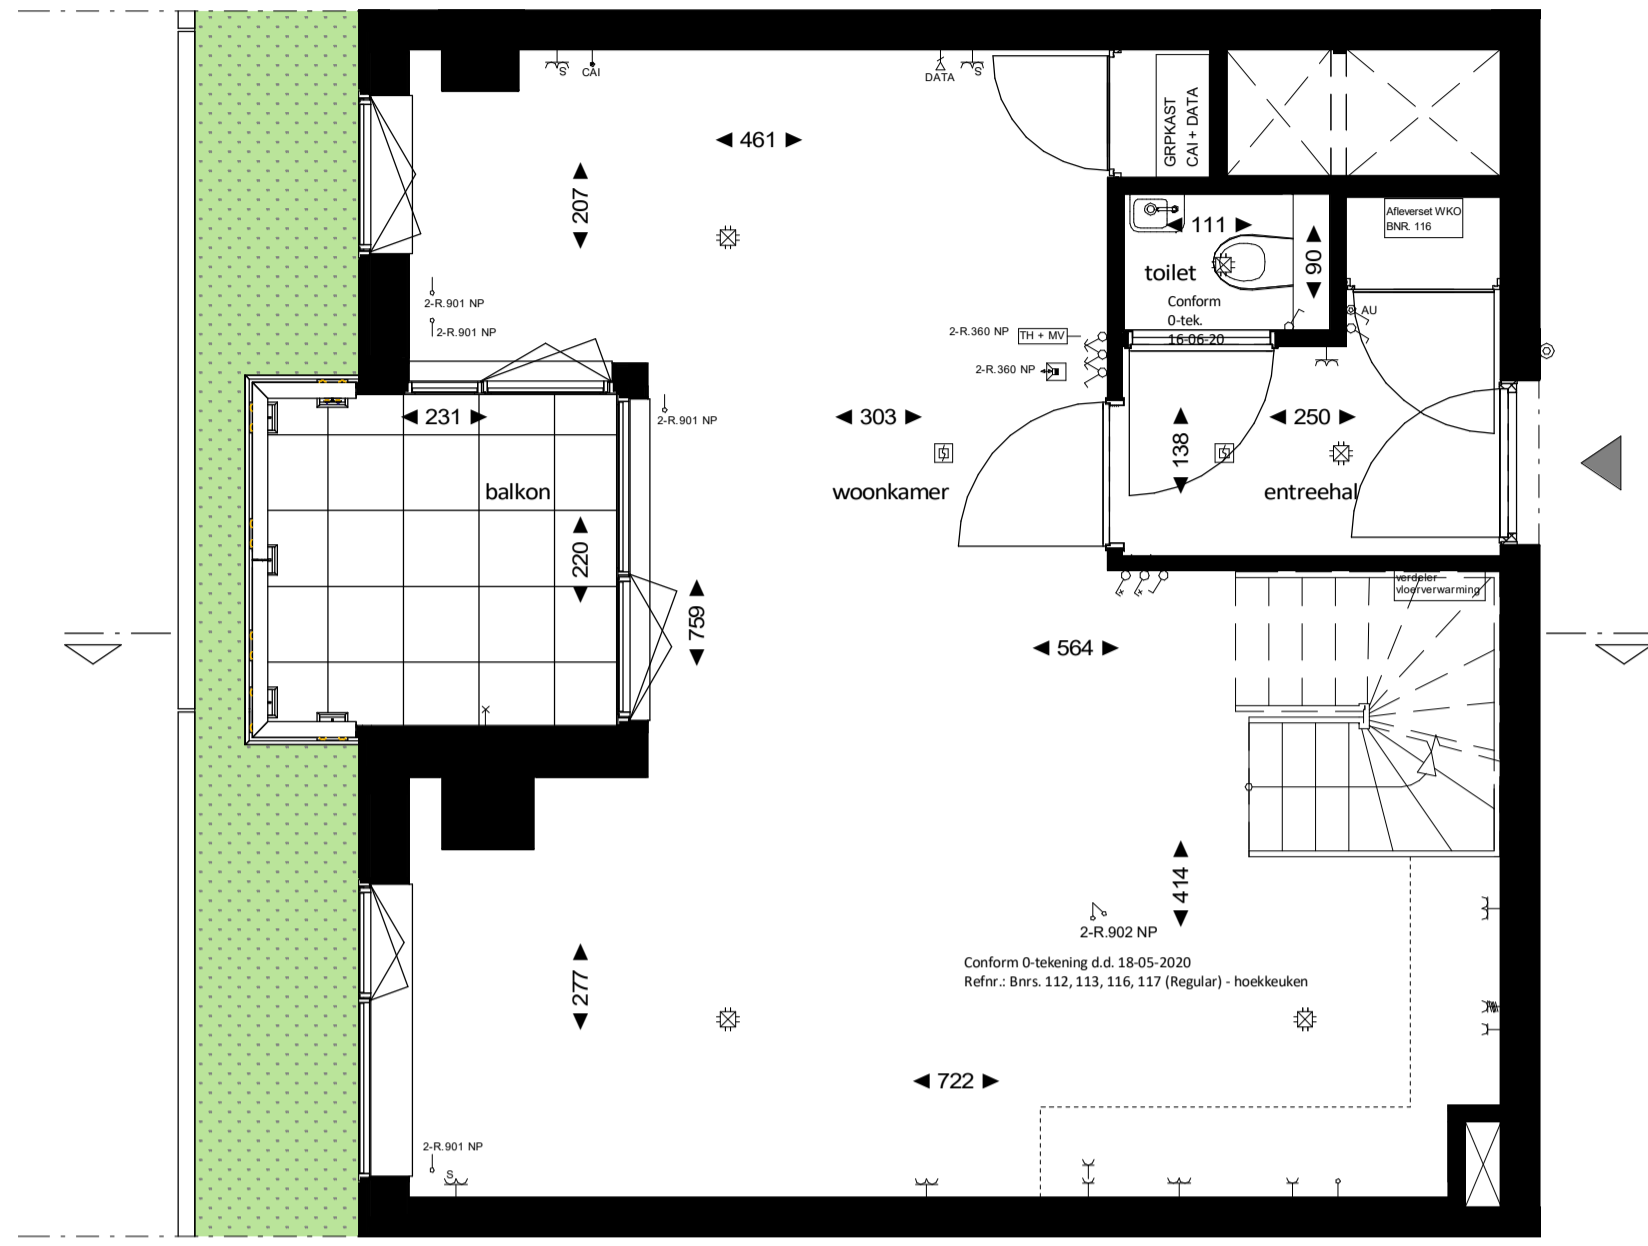 S
CAI
DATA
S
461
207
GRPKAST
CAI + DATA
Afleverset WKO
BNR. 116
111
90
toilet
Conform
0-tek.
16-06-20
AU
2-R.901 NP
2-R.901 NP
2-R.360 NP
TH + MV
2-R.360 NP
231
2-R.901 NP
303
250
138
balkon
woonkamer
entreehal
220
759
verdeler
vloerverwarming
564
414
2-R.902 NP
Conform 0-tekening d.d. 18-05-2020
Refnr.: Bnrs. 112, 113, 116, 117 (Regular) - hoekkeuken
277
722
2-R.901 NP
S